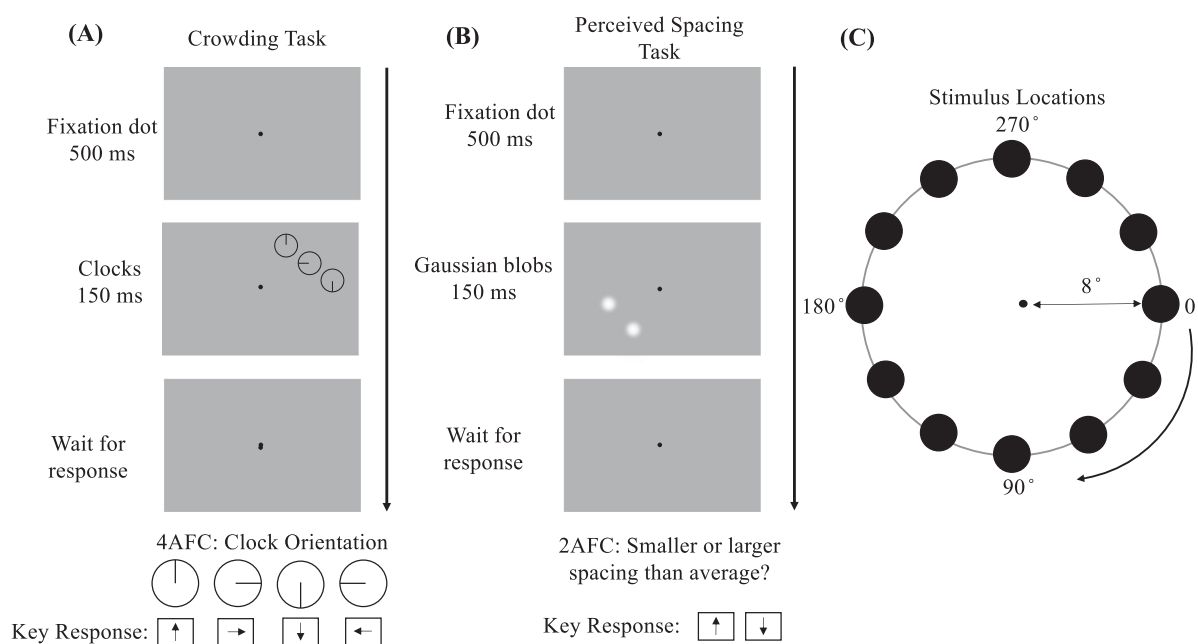 (A)
Crowding Task
Fixation dot
500 ms
Clocks
150 ms
Wait for
response
4AFC: Clock Orientation
Key Response:
(B)
Perceived Spacing
Task
Fixation dot
500 ms
Gaussian blobs
150 ms
Wait for
response
2AFC: Smaller or larger
spacing than average?
Key Response:
(C)
Stimulus Locations
270°
180°
8°
0
90°